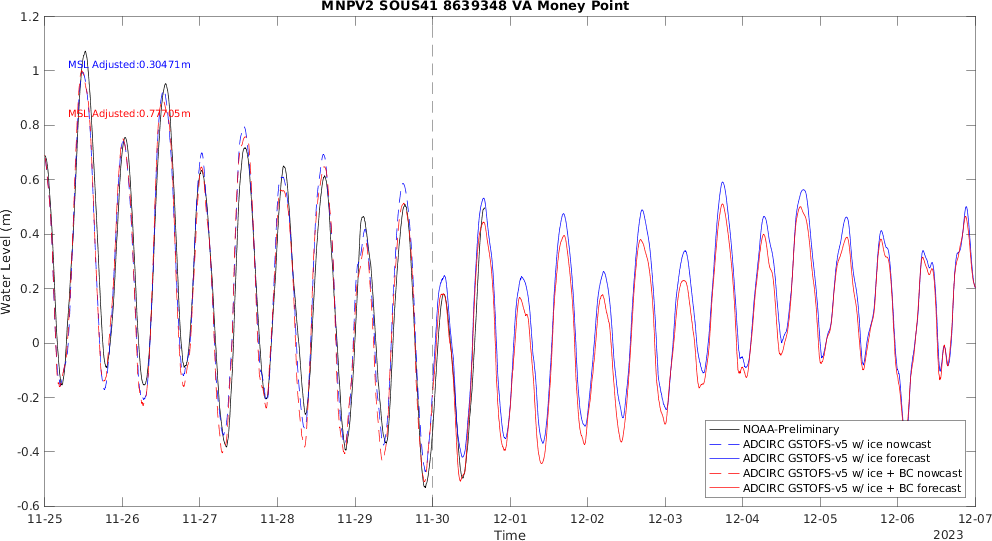 MNPV2 SOUS41 8639348 VA Money Point
1.2
1
0.8
0.6
0.4
0.2
0
-0.2
-0.4
-0.6
Water Level (m)
MSL Adjusted:0.30471m
MSL Adjusted:0.77705m
NOAA-Preliminary
ADCIRC GSTOFS-v5 w/ ice nowcast
ADCIRC GSTOFS-v5 w/ ice forecast
ADCIRC GSTOFS-v5 w/ ice + BC nowcast
ADCIRC GSTOFS-v5 w/ ice + BC forecast
11-25 11-26 11-27 11-28 11-29 11-30 12-01 12-02 12-03 12-04 12-05 12-06 12-07
Time
2023